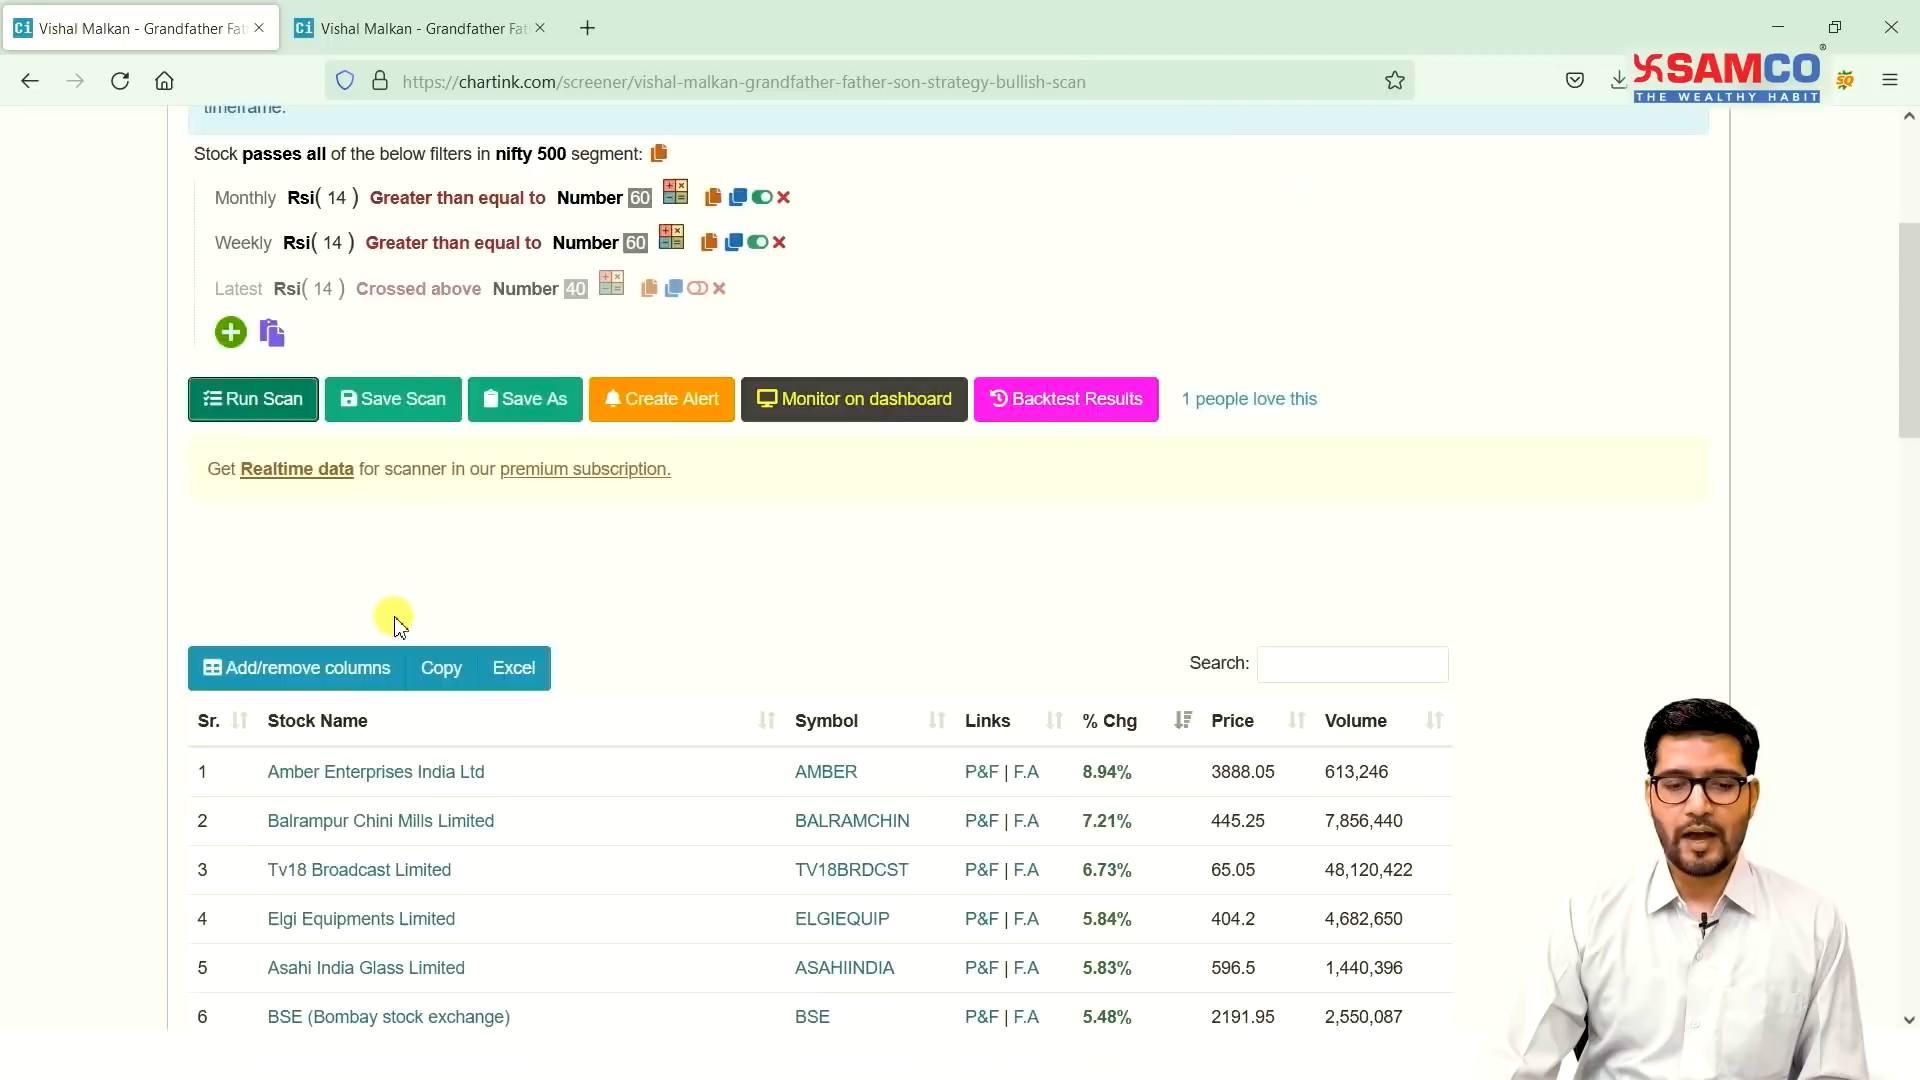 Vishal Malkan - Grandfather Fat
Vishal Malkan - Grandfather Fat
https://chartink.com/screener/vishal-malkan-grandfather-father-son-strategy-bullish-scan
SAMCO®
THE WEALTHY HABIT
timeframe.
Stock passes all of the below filters in nifty 500 segment:
Monthly Rsi( 14 ) Greater than equal to Number 60
Weekly Rsi( 14 ) Greater than equal to Number 60
Latest Rsi( 14 ) Crossed above Number 40
Run Scan Save Scan Save As Create Alert Monitor on dashboard Backtest Results 1 people love this
Get Realtime data for scanner in our premium subscription.
Add/remove columns Copy Excel Search:
Sr. Stock Name Symbol Links % Chg Price Volume
1 Amber Enterprises India Ltd AMBER P&F | F.A 8.94% 3888.05 613,246
2 Balrampur Chini Mills Limited BALRAMCHIN P&F | F.A 7.21% 445.25 7,856,440
3 Tv18 Broadcast Limited TV18BRDCST P&F | F.A 6.73% 65.05 48,120,422
4 Elgi Equipments Limited ELGIEQUIP P&F | F.A 5.84% 404.2 4,682,650
5 Asahi India Glass Limited ASAHIINDIA P&F | F.A 5.83% 596.5 1,440,396
6 BSE (Bombay stock exchange) BSE P&F | F.A 5.48% 2191.95 2,550,087